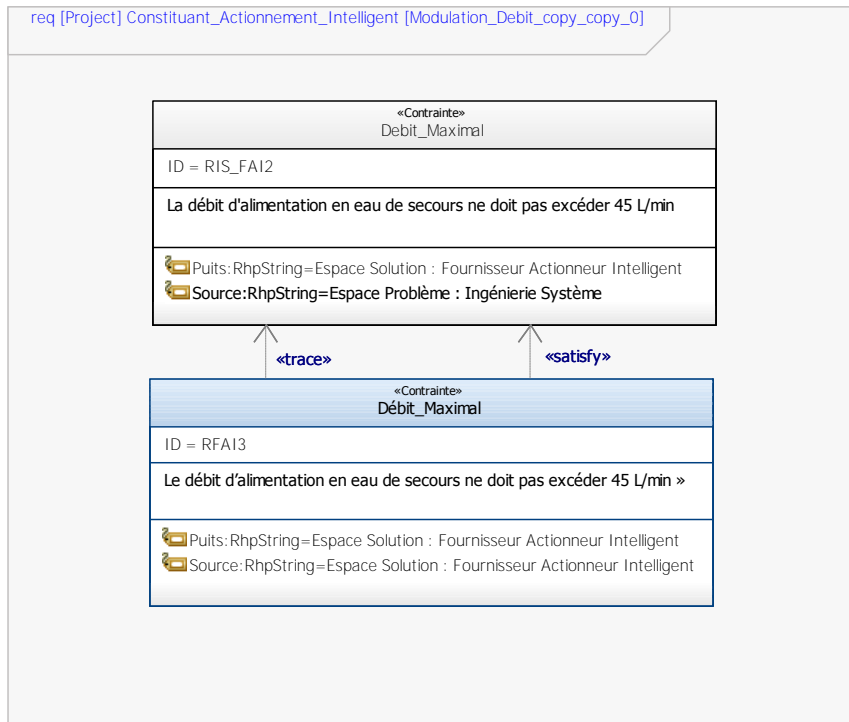 req [Project] Constituant_Actionnement_Intelligent [Modulation_Debit_copy_copy_0]
«Contrainte»
Debit_Maximal
ID = RIS_FAI2
La débit d'alimentation en eau de secours ne doit pas excéder 45 L/min
Puits:RhpString=Espace Solution : Fournisseur Actionneur Intelligent
Source:RhpString=Espace Problème : Ingénierie Système
«trace»
«satisfy»
«Contrainte»
Débit_Maximal
ID = RFAI3
Le débit d’alimentation en eau de secours ne doit pas excéder 45 L/min »
Puits:RhpString=Espace Solution : Fournisseur Actionneur Intelligent
Source:RhpString=Espace Solution : Fournisseur Actionneur Intelligent